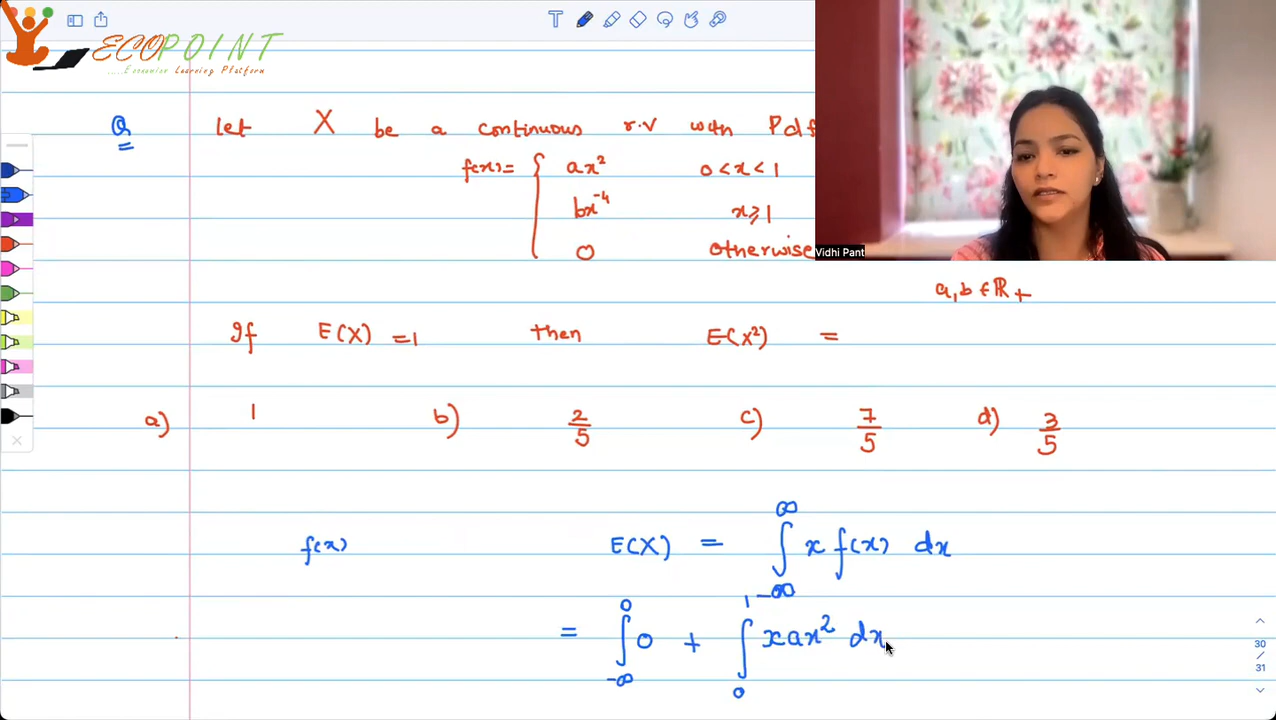 ECOPOINT
.....Economics Learning Platform
Q Let X be a continuous r.v with Pdf
f(x)= { ax² 0<x<1
bx⁻⁴ x⩾1
0 otherwise
Vidhi Pant
a,b ∈ ℝ+
If E(X) =1 then E(X²) =
a) 1 b) 2/5 c) 7/5 d) 3/5
f(x) E(X) = ∫_{-∞}^{∞} x f(x) dx
= ∫_{-∞}^{0} 0 + ∫_{0}^{1} xax² dx
30
/
31